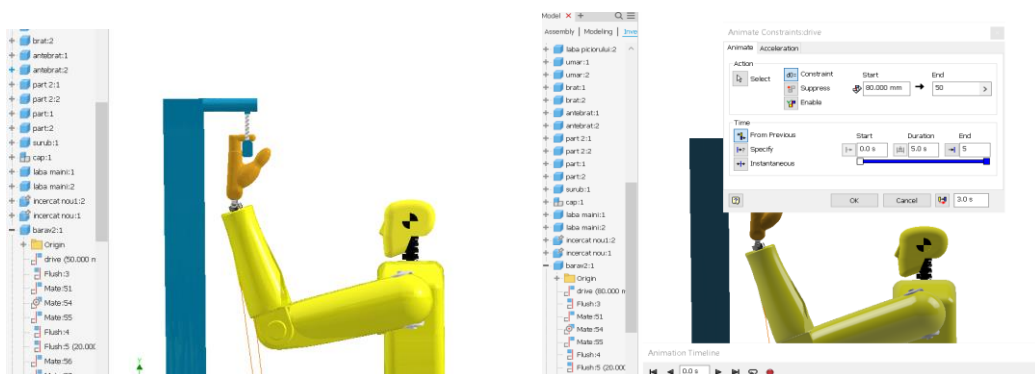 brat:2
antebrat:1
antebrat:2
part 2:1
part 2:2
part:1
part:2
surub:1
cap:1
laba maini:1
laba maini:2
incercat nou1:2
incercat nou:1
barav2:1
Origin
drive (50.000 n
Flush:3
Mate:51
Mate:54
Mate:55
Flush:4
Flush:5 (20.000
Mate:56
Model
Assembly | Modeling | Inve
laba piciorului:2
umar:1
umar:2
brat:1
brat:2
antebrat:1
antebrat:2
part 2:1
part 2:2
part:1
part:2
surub:1
cap:1
laba maini:1
laba maini:2
incercat nou1:2
incercat nou:1
barav2:1
Origin
drive (80.000 n
Flush:3
Mate:51
Mate:54
Mate:55
Flush:4
Flush:5 (20.000
Animate Constraints:drive
Animate Acceleration
Action
Select
Constraint
Suppress
Enable
Start End
80.000 mm 50 >
Time
From Previous
Specify
Instantaneous
Start Duration End
0.0 s 5.0 s 5
OK Cancel 3.0 s
Animation Timeline
0.0 s